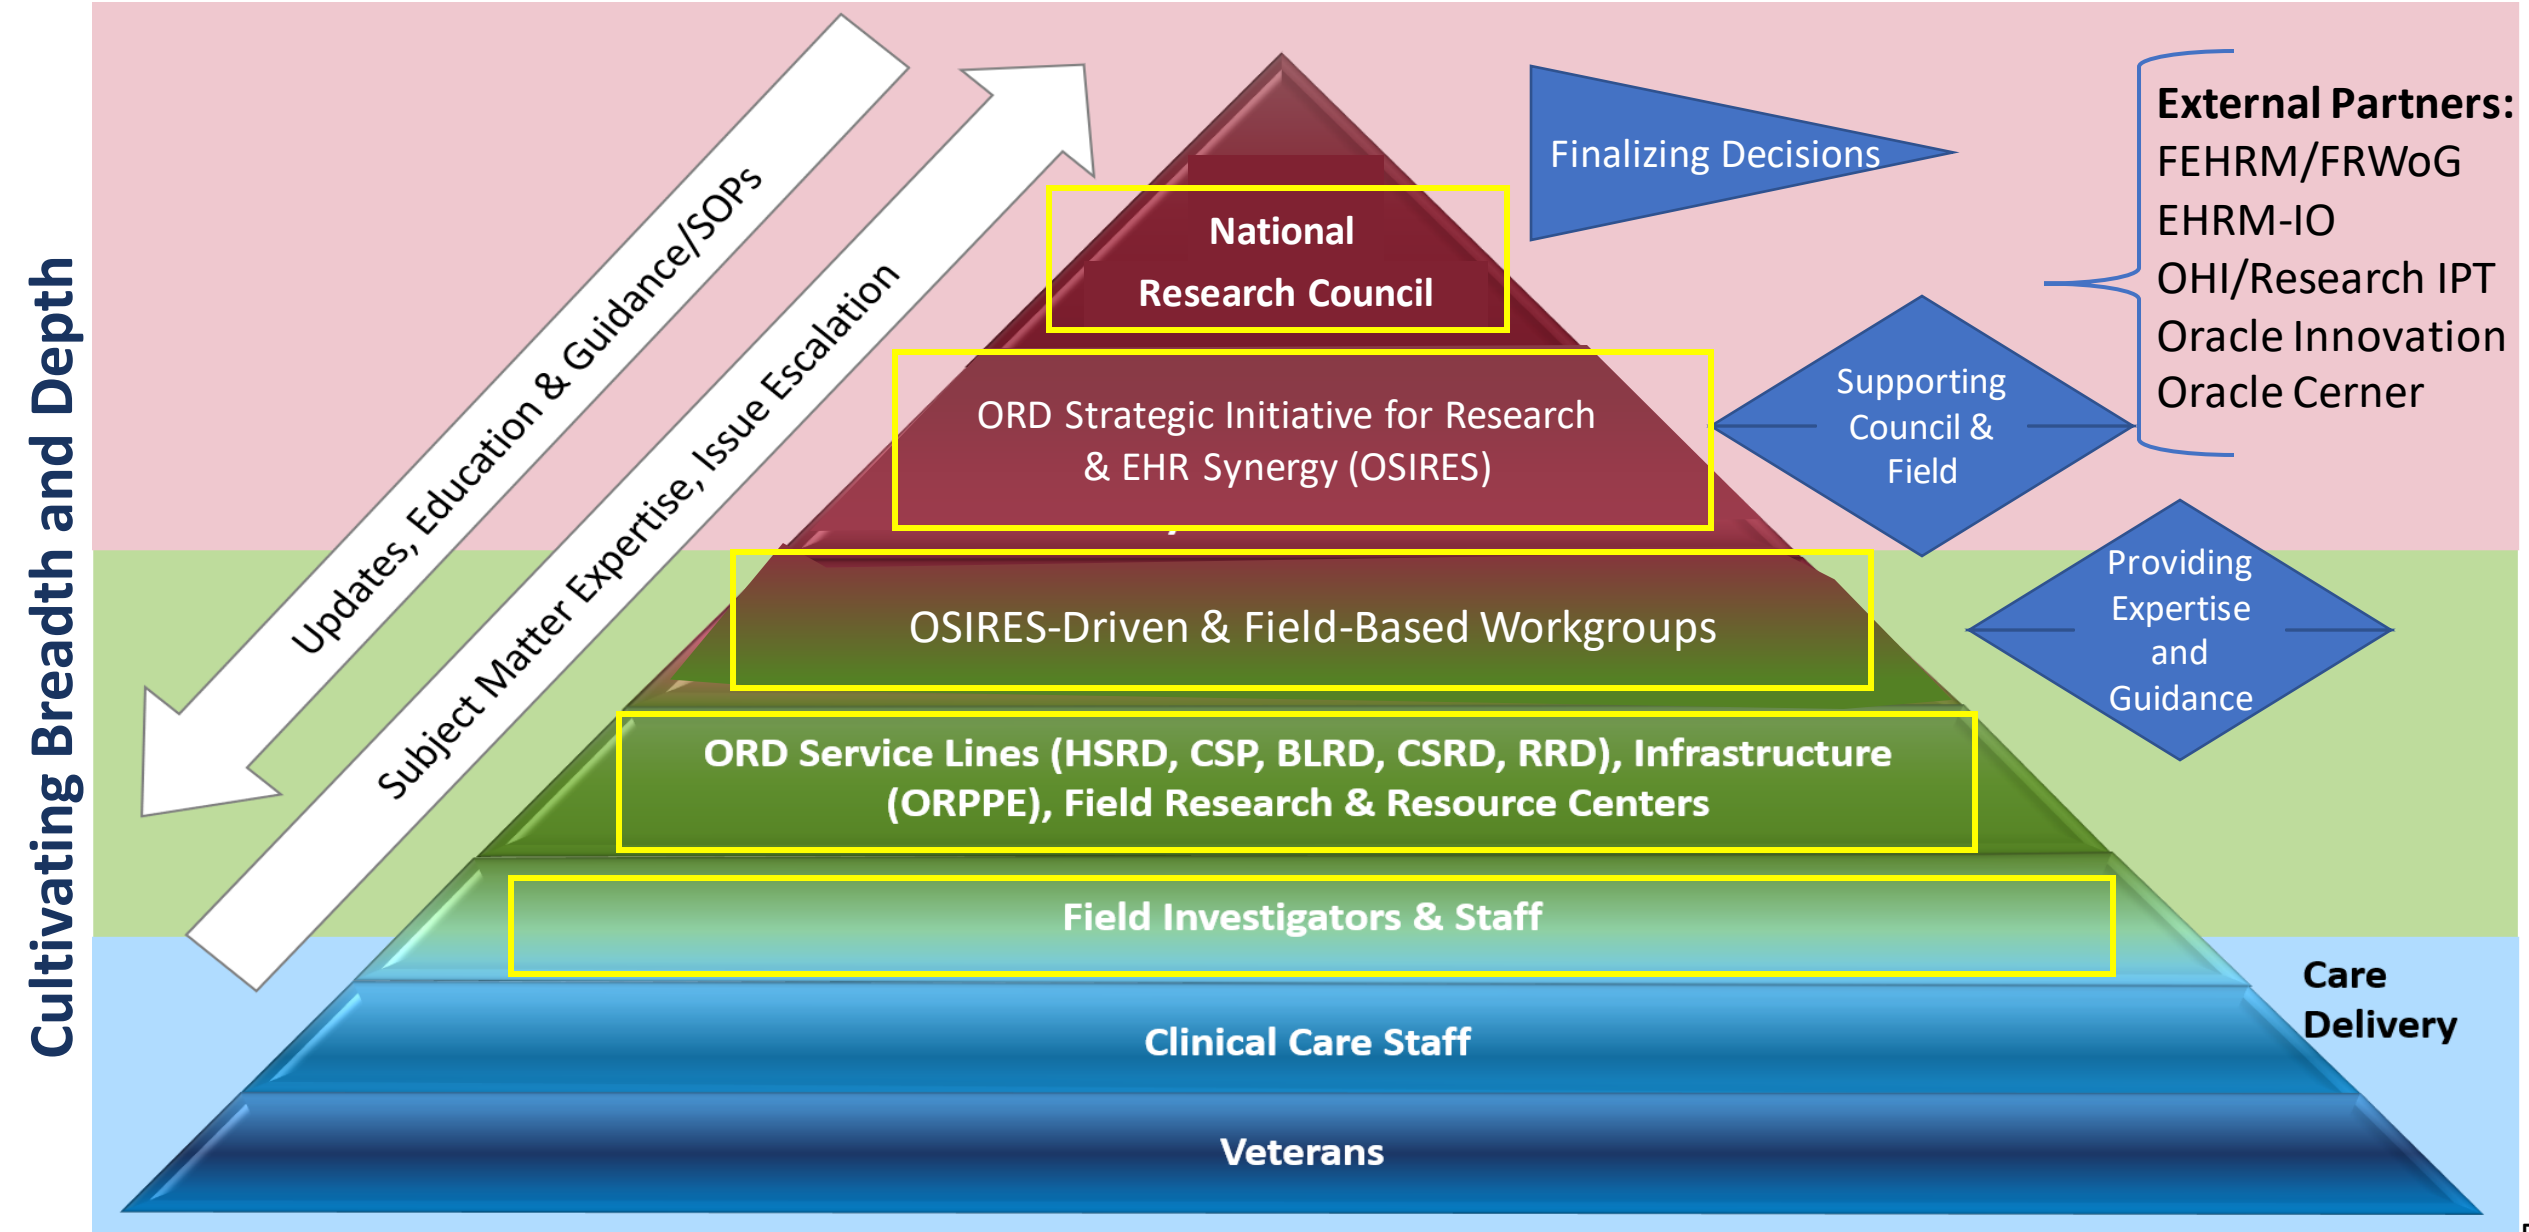 Cultivating Breadth and Depth
Updates, Education & Guidance/SOPs
Subject Matter Expertise, Issue Escalation
National
Research Council
Finalizing Decisions
External Partners:
FEHRM/FRWoG
EHRM-IO
OHI/Research IPT
Oracle Innovation
Oracle Cerner
ORD Strategic Initiative for Research
& EHR Synergy (OSIRES)
Supporting
Council &
Field
OSIRES-Driven & Field-Based Workgroups
Providing
Expertise
and
Guidance
ORD Service Lines (HSRD, CSP, BLRD, CSRD, RRD), Infrastructure
(ORPPE), Field Research & Resource Centers
Field Investigators & Staff
Care
Delivery
Clinical Care Staff
Veterans